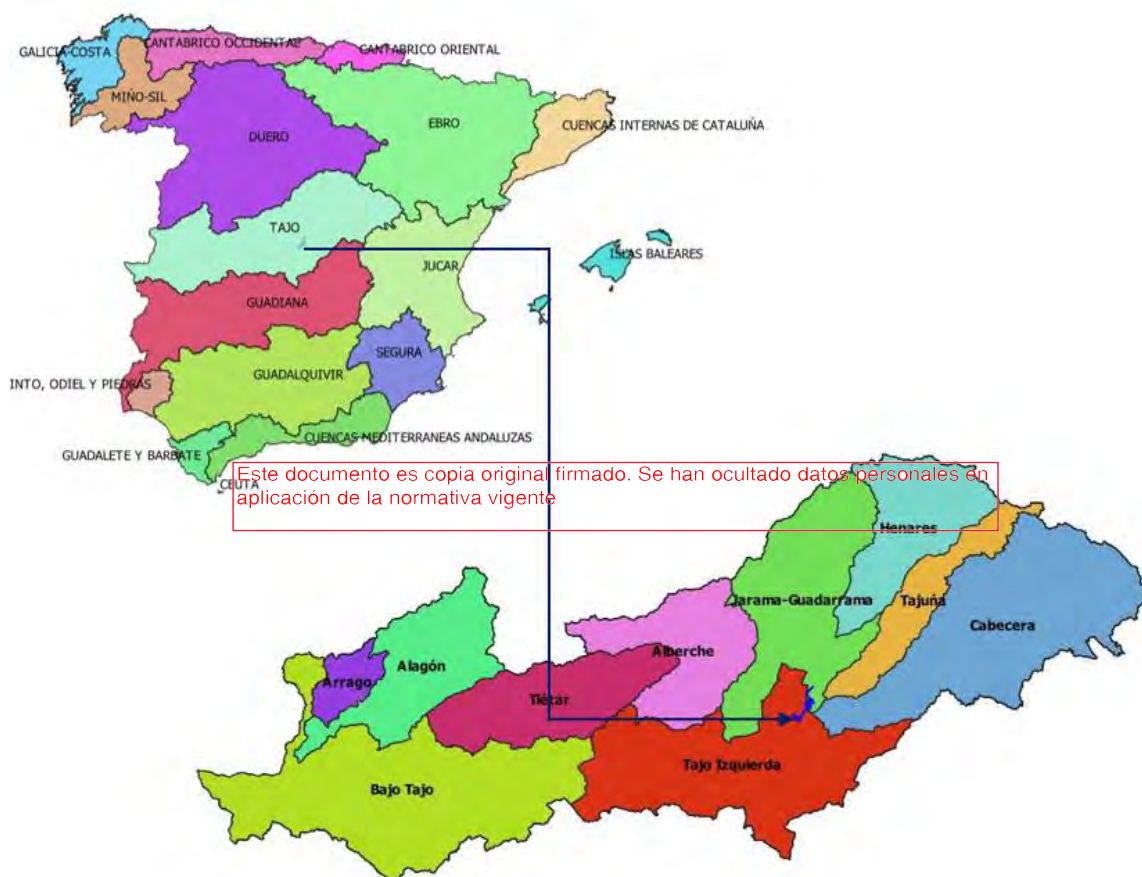 GALICIA-COSTA
CANTABRICO OCCIDENTAL
CANTABRICO ORIENTAL
MIÑO-SIL
DUERO
EBRO
CUENCAS INTERNAS DE CATALUÑA
TAJO
ISLAS BALEARES
JUCAR
GUADIANA
SEGURA
GUADALQUIVIR
INTO, ODIEL Y PIEDRAS
CUENCAS MEDITERRANEAS ANDALUZAS
GUADALETE Y BARBATE
CEUTA
Este documento es copia original firmado. Se han ocultado datos personales en
aplicación de la normativa vigente
Henares
Jarama-Guadarrama
Tajuña
Cabecera
Alberche
Alagón
Arrago
Tiétar
Tajo Izquierda
Bajo Tajo